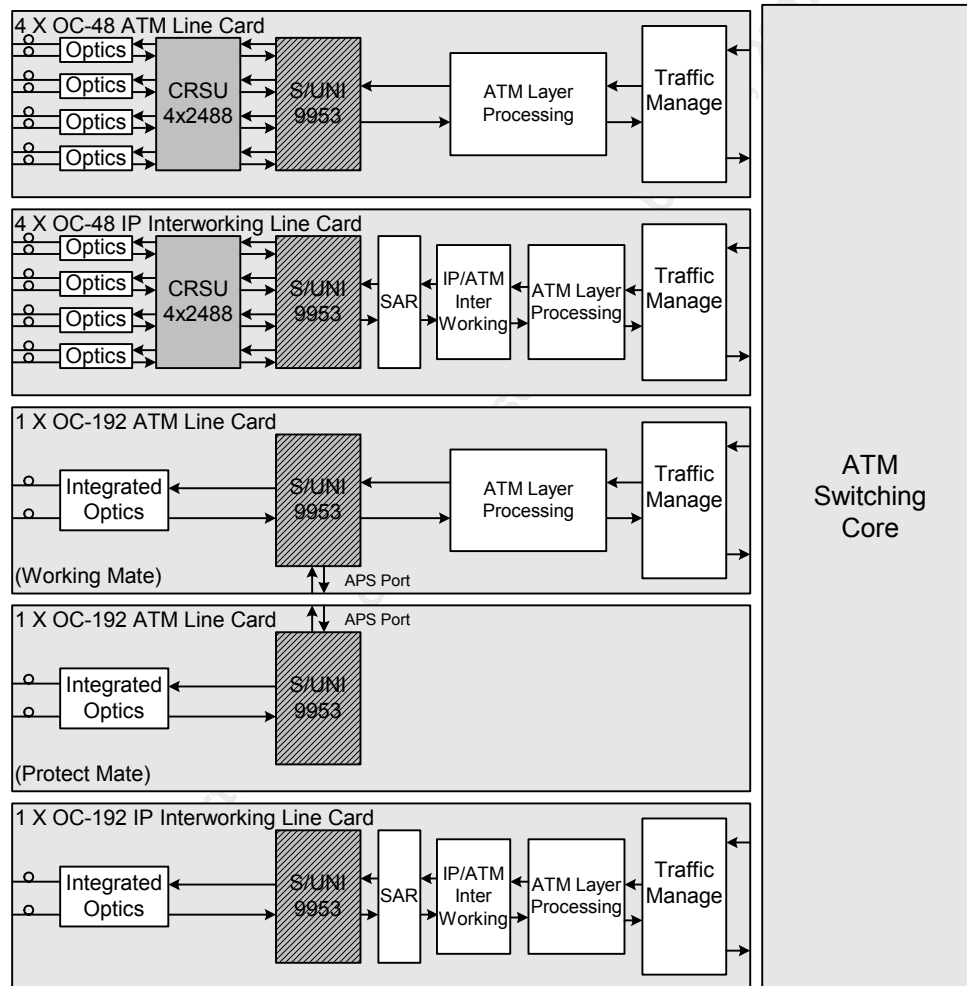 4 X OC-48 ATM Line Card
Optics
Optics
Optics
Optics
CRSU
4x2488
S/UNI
9953
ATM Layer
Processing
Traffic
Manage
4 X OC-48 IP Interworking Line Card
Optics
Optics
Optics
Optics
CRSU
4x2488
S/UNI
9953
SAR
IP/ATM
Inter
Working
ATM Layer
Processing
Traffic
Manage
1 X OC-192 ATM Line Card
Integrated
Optics
S/UNI
9953
ATM Layer
Processing
Traffic
Manage
(Working Mate)
APS Port
1 X OC-192 ATM Line Card
APS Port
Integrated
Optics
S/UNI
9953
(Protect Mate)
1 X OC-192 IP Interworking Line Card
Integrated
Optics
S/UNI
9953
SAR
IP/ATM
Inter
Working
ATM Layer
Processing
Traffic
Manage
ATM
Switching
Core